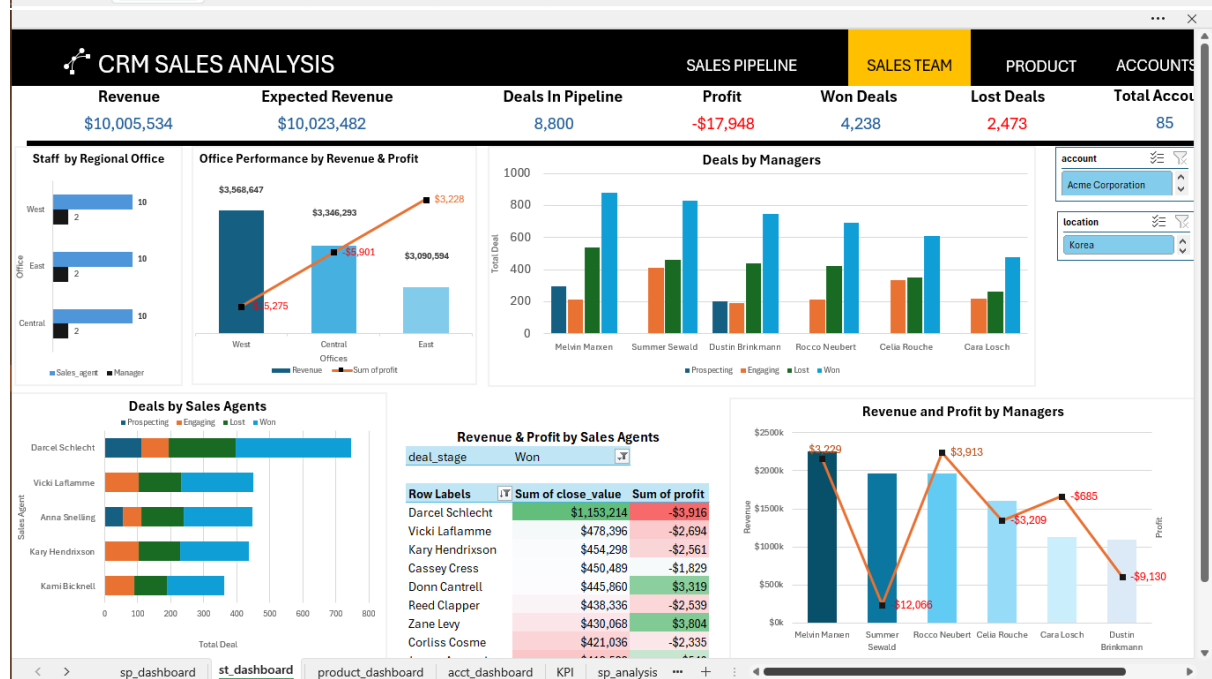 CRM SALES ANALYSIS
SALES PIPELINE
SALES TEAM
PRODUCT
ACCOUNTS
Revenue
Expected Revenue
Deals In Pipeline
Profit
Won Deals
Lost Deals
Total Accou
$10,005,534
$10,023,482
8,800
-$17,948
4,238
2,473
85
Staff by Regional Office
West
10
2
East
10
2
Central
10
2
Office
Sales_agent
Manager
Office Performance by Revenue & Profit
$3,568,647
$3,346,293
$3,090,594
$3,228
-$5,901
5,275
West
Central
East
Offices
Revenue
Sum of profit
Deals by Managers
1000
800
600
400
200
0
Total Deal
Melvin Marxen
Summer Sewald
Dustin Brinkmann
Rocco Neubert
Celia Rouche
Cara Losch
Prospecting
Engaging
Lost
Won
account
Acme Corporation
location
Korea
Deals by Sales Agents
Prospecting
Engaging
Lost
Won
Darcel Schlecht
Vicki Laflamme
Anna Snelling
Kary Hendrixson
Kami Bicknell
Sales Agent
0 100 200 300 400 500 600 700 800
Total Deal
Revenue & Profit by Sales Agents
deal_stage Won
Row Labels Sum of close_value Sum of profit
Darcel Schlecht $1,153,214 -$3,916
Vicki Laflamme $478,396 -$2,694
Kary Hendrixson $454,298 -$2,561
Cassey Cress $450,489 -$1,829
Donn Cantrell $445,860 $3,319
Reed Clapper $438,336 -$2,539
Zane Levy $430,068 $3,804
Corliss Cosme $421,036 -$2,335
Revenue and Profit by Managers
$2500k
$2000k
$1500k
$1000k
$500k
$0k
Revenue
Profit
$3,229
-$12,066
$3,913
-$3,209
-$685
-$9,130
Melvin Marxen
Summer Sewald
Rocco Neubert
Celia Rouche
Cara Losch
Dustin Brinkmann
sp_dashboard
st_dashboard
product_dashboard
acct_dashboard
KPI
sp_analysis